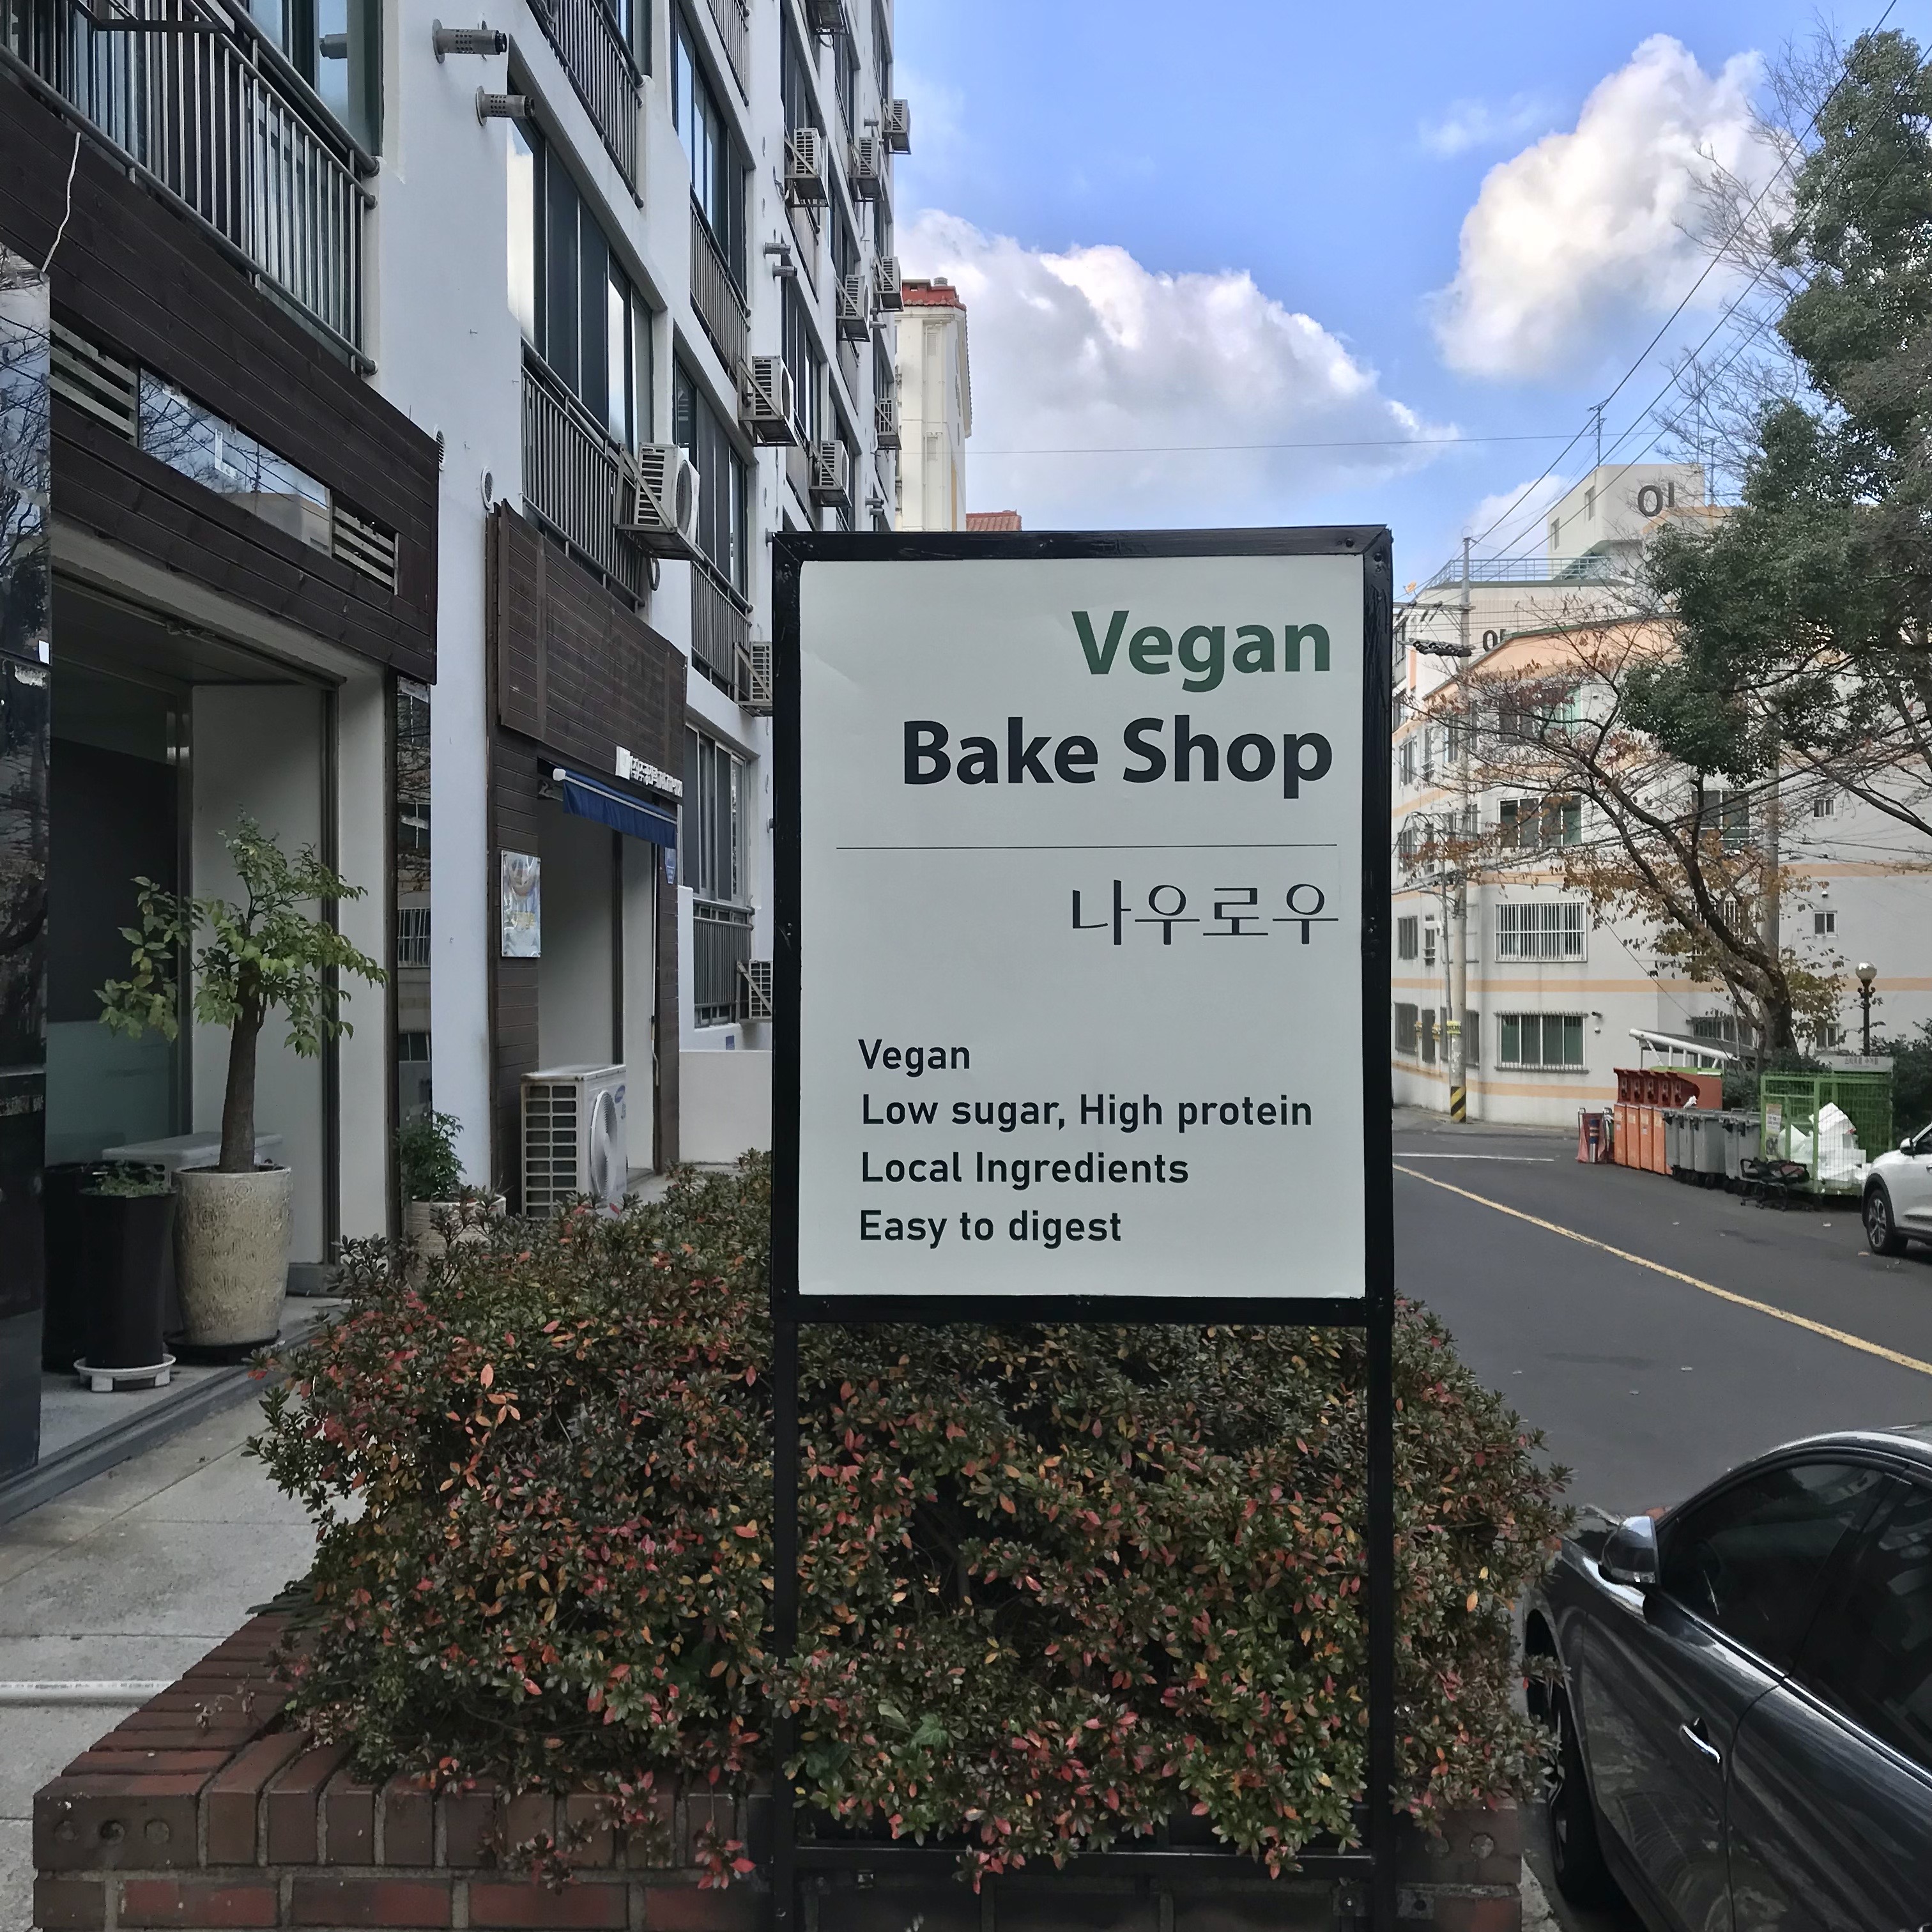 Vegan
Bake Shop
나우로우
Vegan
Low sugar, High protein
Local Ingredients
Easy to digest